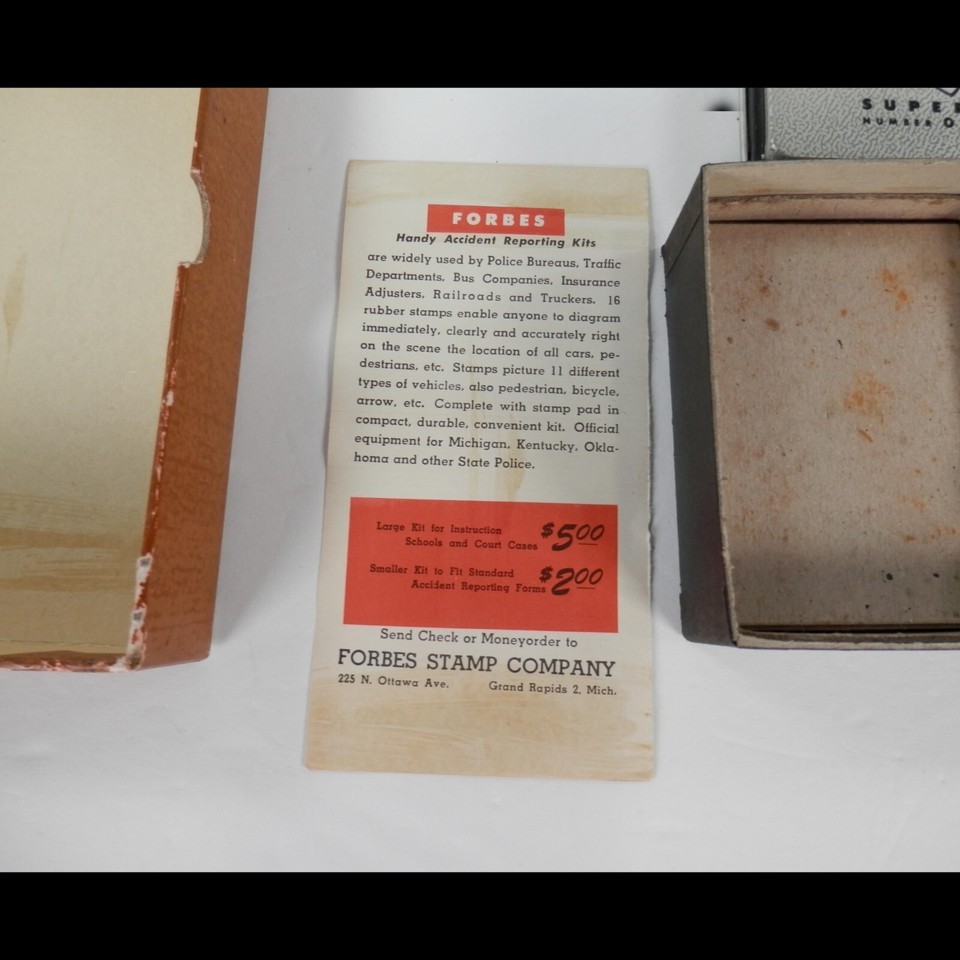 FORBES
Handy Accident Reporting Kits
are widely used by Police Bureaus, Traffic
Departments, Bus Companies, Insurance
Adjusters, Railroads and Truckers. 16
rubber stamps enable anyone to diagram
immediately, clearly and accurately right
on the scene the location of all cars, pe-
destrians, etc. Stamps picture 11 different
types of vehicles, also pedestrian, bicycle,
arrow, etc. Complete with stamp pad in
compact, durable, convenient kit. Official
equipment for Michigan, Kentucky, Okla-
homa and other State Police.
Large Kit for Instruction
Schools and Court Cases $5.00
Smaller Kit to Fit Standard
Accident Reporting Forms $2.00
Send Check or Moneyorder to
FORBES STAMP COMPANY
225 N. Ottawa Ave. Grand Rapids 2, Mich.
NUMBER